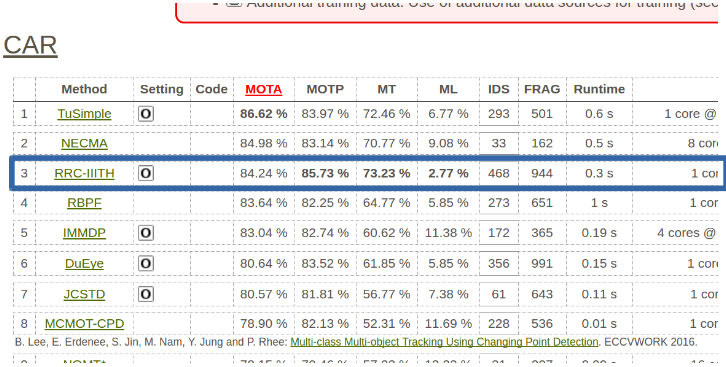 Additional training data: Use of additional data sources for training (see
CAR
Method Setting Code MOTA MOTP MT ML IDS FRAG Runtime
1 TuSimple O 86.62 % 83.97 % 72.46 % 6.77 % 293 501 0.6 s 1 core @
2 NECMA 84.98 % 83.14 % 70.77 % 9.08 % 33 162 0.5 s 8 cor
3 RRC-IIITH O 84.24 % 85.73 % 73.23 % 2.77 % 468 944 0.3 s 1 cor
4 RBPF 83.64 % 82.25 % 64.77 % 5.85 % 273 651 1 s 1 cor
5 IMMDP O 83.04 % 82.74 % 60.62 % 11.38 % 172 365 0.19 s 4 cores @
6 DuEye O 80.64 % 83.52 % 61.85 % 5.85 % 356 991 0.15 s 1 cor
7 JCSTD O 80.57 % 81.81 % 56.77 % 7.38 % 61 643 0.11 s 1 cor
8 MCMOT-CPD 78.90 % 82.13 % 52.31 % 11.69 % 228 536 0.01 s 1 cor
B. Lee, E. Erdenee, S. Jin, M. Nam, Y. Jung and P. Rhee: Multi-class Multi-object Tracking Using Changing Point Detection. ECCVWORK 2016.